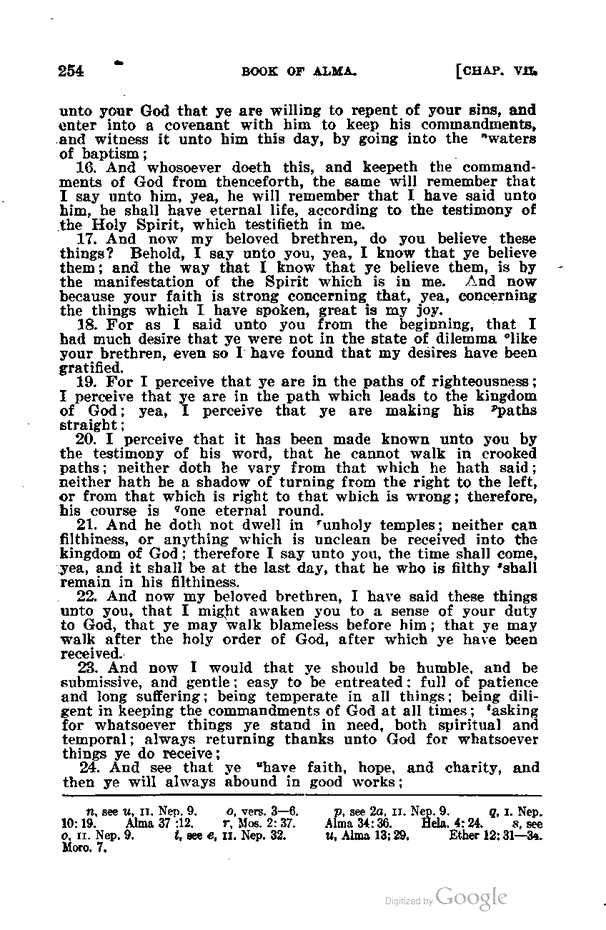 254 BOOK OF ALMA. [CHAP. VII.
unto your God that ye are willing to repent of your sins, and
enter into a covenant with him to keep his commandments,
and witness it unto him this day, by going into the ⁿwaters
of baptism;
16. And whosoever doeth this, and keepeth the command-
ments of God from thenceforth, the same will remember that
I say unto him, yea, he will remember that I have said unto
him, he shall have eternal life, according to the testimony of
the Holy Spirit, which testifieth in me.
17. And now my beloved brethren, do you believe these
things? Behold, I say unto you, yea, I know that ye believe
them; and the way that I know that ye believe them, is by
the manifestation of the Spirit which is in me. And now
because your faith is strong concerning that, yea, concerning
the things which I have spoken, great is my joy.
18. For as I said unto you from the beginning, that I
had much desire that ye were not in the state of dilemma ᵒlike
your brethren, even so I have found that my desires have been
gratified.
19. For I perceive that ye are in the paths of righteousness;
I perceive that ye are in the path which leads to the kingdom
of God; yea, I perceive that ye are making his ᵖpaths
straight;
20. I perceive that it has been made known unto you by
the testimony of his word, that he cannot walk in crooked
paths; neither doth he vary from that which he hath said;
neither hath he a shadow of turning from the right to the left,
or from that which is right to that which is wrong; therefore,
his course is qone eternal round.
21. And he doth not dwell in ʳunholy temples; neither can
filthiness, or anything which is unclean be received into the
kingdom of God; therefore I say unto you, the time shall come,
yea, and it shall be at the last day, that he who is filthy ˢshall
remain in his filthiness.
22. And now my beloved brethren, I have said these things
unto you, that I might awaken you to a sense of your duty
to God, that ye may walk blameless before him; that ye may
walk after the holy order of God, after which ye have been
received.
23. And now I would that ye should be humble, and be
submissive, and gentle; easy to be entreated; full of patience
and long suffering; being temperate in all things; being dili-
gent in keeping the commandments of God at all times; ᵗasking
for whatsoever things ye stand in need, both spiritual and
temporal; always returning thanks unto God for whatsoever
things ye do receive;
24. And see that ye ᵘhave faith, hope, and charity, and
then ye will always abound in good works;
n, see u, II. Nep. 9. o, vers. 3—6. p, see 2a, II. Nep. 9. q, I. Nep.
10: 19. Alma 37 :12. r, Mos. 2: 37. Alma 34: 36. Hela. 4: 24. s, see
o, II. Nep. 9. t, see e, II. Nep. 32. u, Alma 13; 29. Ether 12: 31—34.
Moro. 7.
Digitized by Google